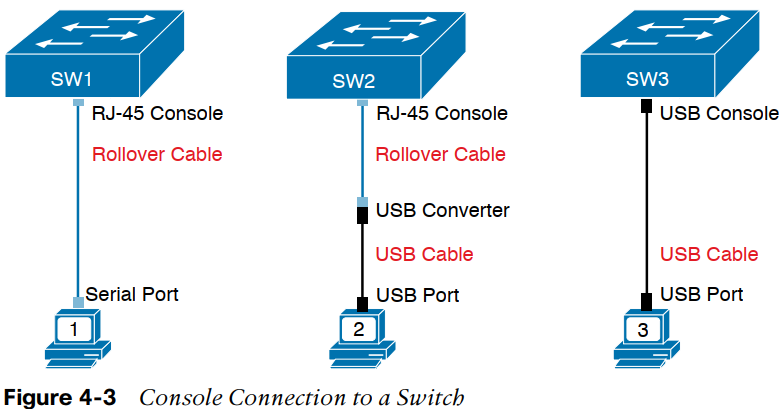 SW1
SW2
SW3
RJ-45 Console
RJ-45 Console
USB Console
Rollover Cable
Rollover Cable
USB Converter
USB Cable
USB Cable
Serial Port
USB Port
USB Port
1
2
3
Figure 4-3 Console Connection to a Switch